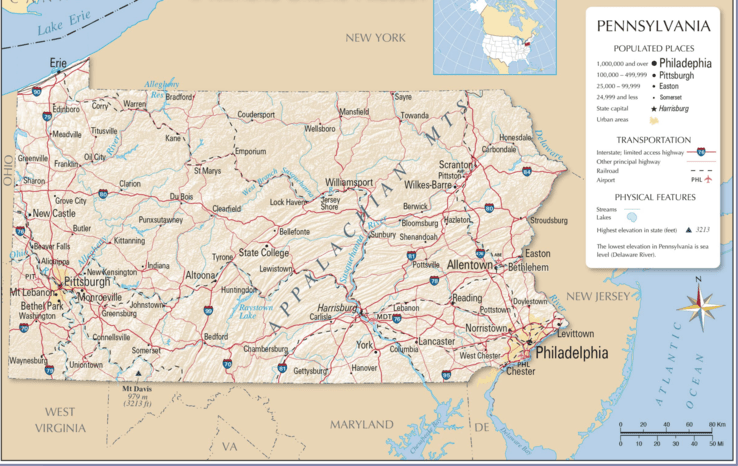 Lake Erie
NEW YORK
PENNSYLVANIA
POPULATED PLACES
1,000,000 and over Philadephia
100,000 – 499,999 Pittsburgh
25,000 – 99,999 Easton
24,999 and less Somerset
State capital Harrisburg
Urban areas
TRANSPORTATION
Interstate; limited access highway 76
Other principal highway
Railroad
Airport PHL
PHYSICAL FEATURES
Streams
Lakes
Highest elevation in state (feet) 3213
The lowest elevation in Pennsylvania is sea
level (Delaware River).
Erie
Allegheny
Res
Edinboro
Corry
Warren
Bradford
Sayre
Coudersport
Mansfield
Towanda
Meadville
Titusville
Wellsboro
Kane
Honesdale
Carbondale
Delaware
Emporium
Greenville
Franklin
Oil City
River
St Marys
Scranton
Pittston
Wilkes-Barre
OHIO
Sharon
Clarion
West Branch Susquehanna
Williamsport
Jersey
Shore
Lock Haven
Grove City
Du Bois
Clearfield
Berwick
Bloomsburg
Hazleton
Stroudsburg
New Castle
Punxsutawney
Butler
Bellefonte
Sunbury
Shenandoah
Beaver Falls
Kittanning
State College
Easton
Ohio
Aliquippa
Allegheny
Indiana
Tyrone
Lewistown
Pottsville
Allentown
ABE
Bethlehem
PIT
New Kensington
Altoona
Pittsburgh
Mt Lebanon
Monroeville
Huntingdon
APPALACHIAN MTS
Susquehanna River
Reading
Doylestown
NEW JERSEY
Bethel Park
Washington
Greensburg
Johnstown
Raystown
Lake
Harrisburg
Carlisle
MDT
Lebanon
Pottstown
Norristown
Levittown
Connellsville
Bedford
Lancaster
York
Columbia
West Chester
Philadelphia
Waynesburg
Uniontown
Somerset
Chambersburg
Gettysburg
Hanover
PHL
Chester
Mt Davis
979 m
(3213 ft)
WEST
VIRGINIA
VA
MARYLAND
DE
ATLANTIC
OCEAN
N
0 20 40 60 80 Km
0 10 20 30 40 50 Mi